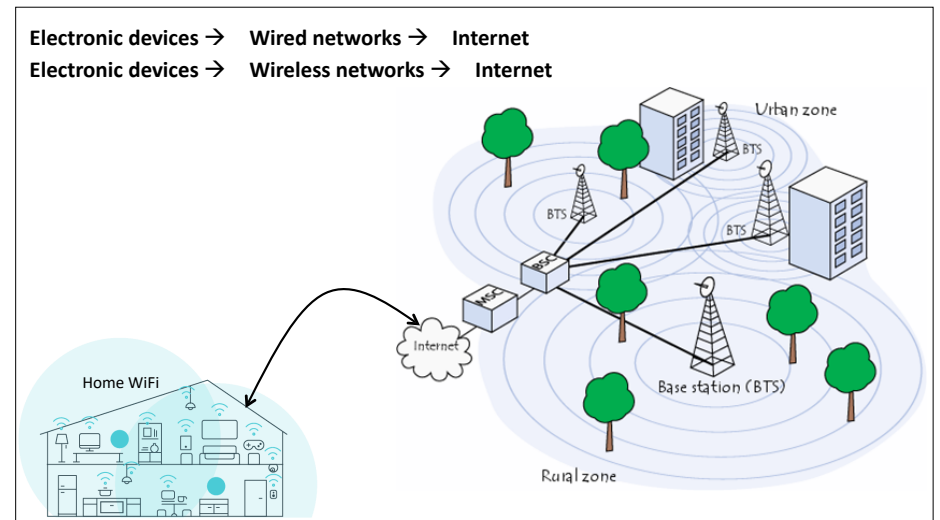 Electronic devices → Wired networks → Internet
Electronic devices → Wireless networks → Internet
Urban zone
BTS
BTS
BTS
BSC
MSC
Internet
Base station (BTS)
Home WiFi
Rural zone